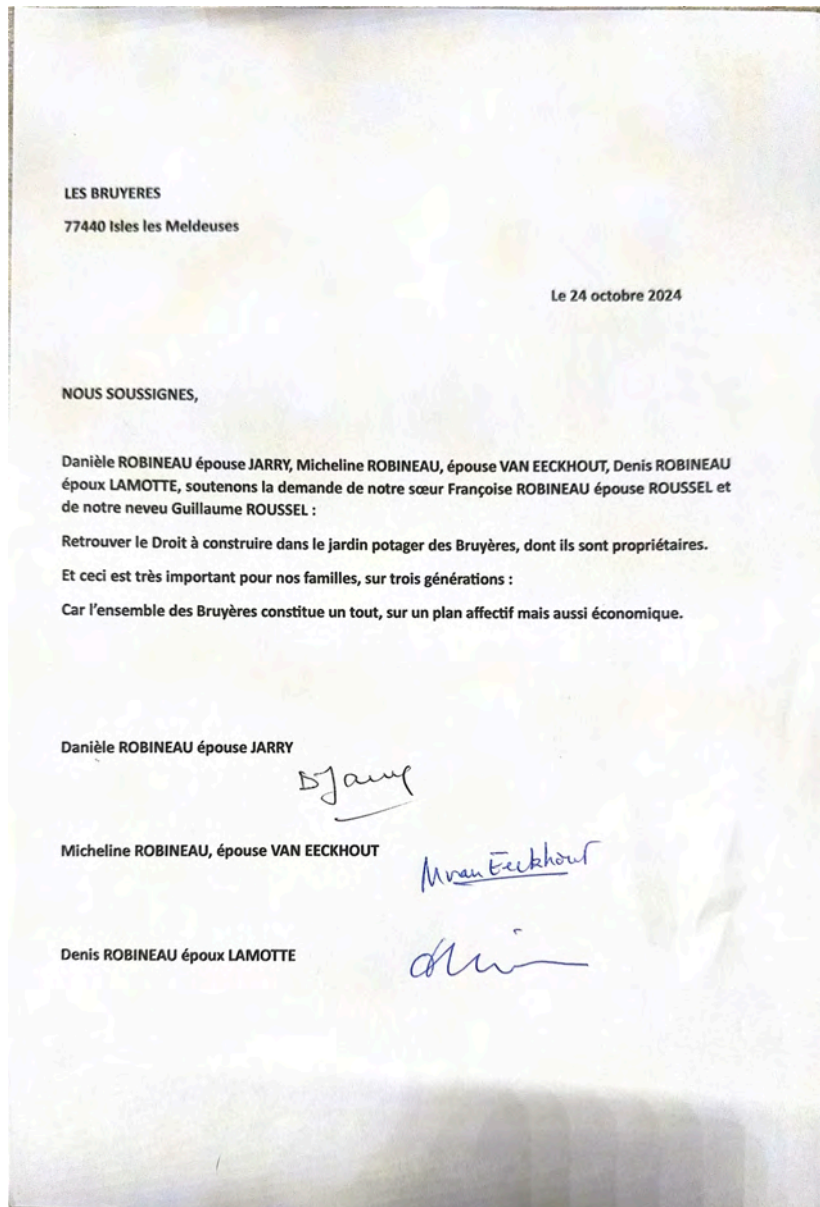 LES BRUYERES
77440 Isles les Meldeuses
Le 24 octobre 2024
NOUS SOUSSIGNES,
Danièle ROBINEAU épouse JARRY, Micheline ROBINEAU, épouse VAN EECKHOUT, Denis ROBINEAU
époux LAMOTTE, soutenons la demande de notre sœur Françoise ROBINEAU épouse ROUSSEL et
de notre neveu Guillaume ROUSSEL :
Retrouver le Droit à construire dans le jardin potager des Bruyères, dont ils sont propriétaires.
Et ceci est très important pour nos familles, sur trois générations :
Car l'ensemble des Bruyères constitue un tout, sur un plan affectif mais aussi économique.
Danièle ROBINEAU épouse JARRY
DJarry
Micheline ROBINEAU, épouse VAN EECKHOUT
MvanEeckhout
Denis ROBINEAU époux LAMOTTE